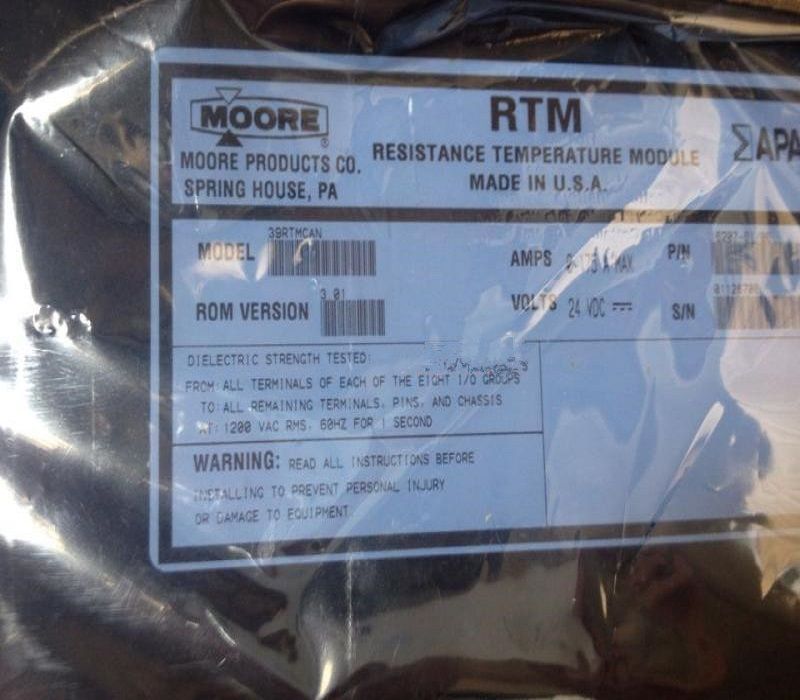 MOORE
®
MOORE PRODUCTS CO.
SPRING HOUSE, PA
RTM
RESISTANCE TEMPERATURE MODULE
MADE IN U.S.A.
MODEL
39RTMCAN
ROM VERSION
3.01
AMPS
A MAX
VOLTS 24 VDC
P/N
S/N
DIELECTRIC STRENGTH TESTED:
FROM: ALL TERMINALS OF EACH OF THE EIGHT I/O GROUPS
TO: ALL REMAINING TERMINALS, PINS, AND CHASSIS
AT: 1200 VAC RMS, 60HZ FOR 1 SECOND
WARNING: READ ALL INSTRUCTIONS BEFORE
INSTALLING TO PREVENT PERSONAL INJURY
OR DAMAGE TO EQUIPMENT.